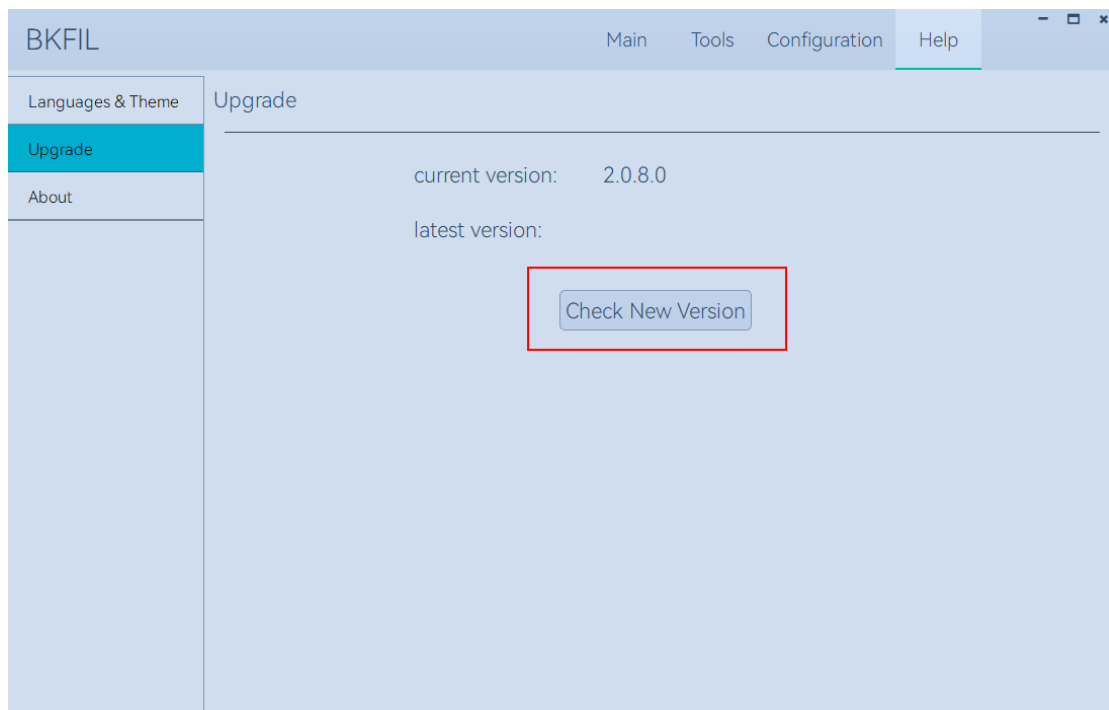 BKFIL
Main Tools Configuration Help
Languages & Theme
Upgrade
About
Upgrade
current version: 2.0.8.0
latest version:
Check New Version